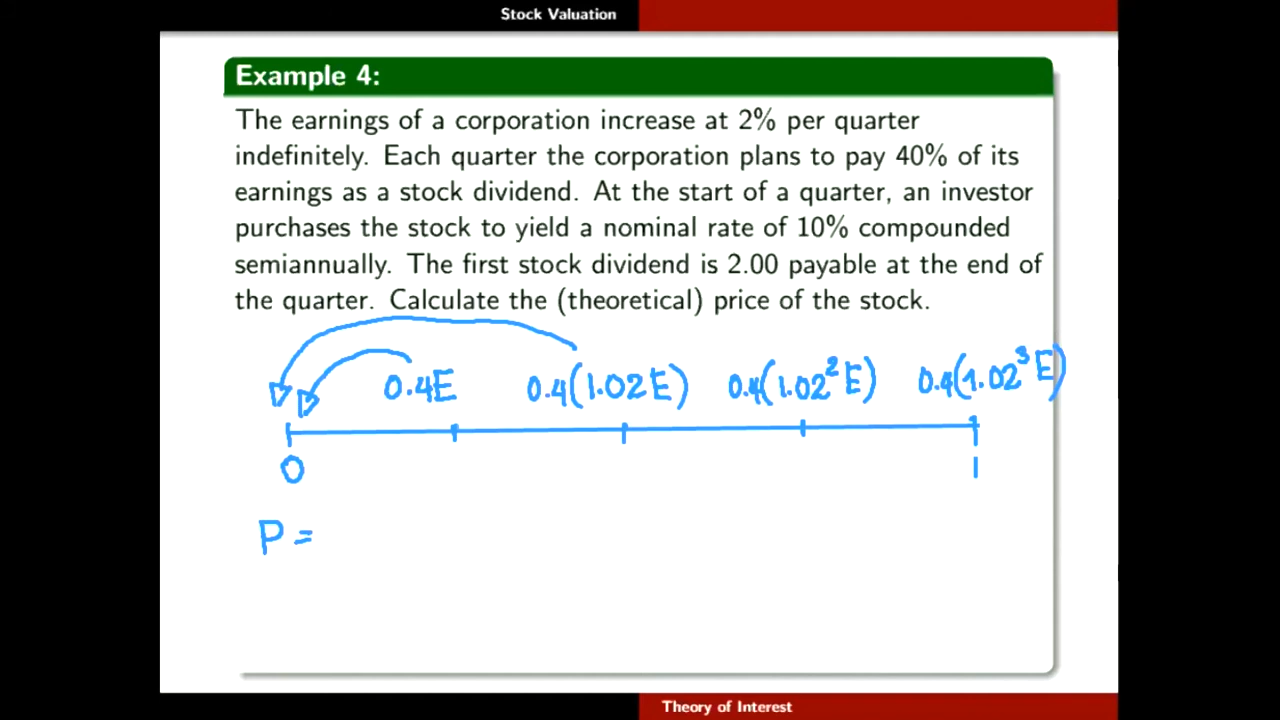 Stock Valuation
Example 4:
The earnings of a corporation increase at 2% per quarter
indefinitely. Each quarter the corporation plans to pay 40% of its
earnings as a stock dividend. At the start of a quarter, an investor
purchases the stock to yield a nominal rate of 10% compounded
semiannually. The first stock dividend is 2.00 payable at the end of
the quarter. Calculate the (theoretical) price of the stock.
0.4E 0.4(1.02E) 0.4(1.02²E) 0.4(1.02³E)
0 1
P =
Theory of Interest